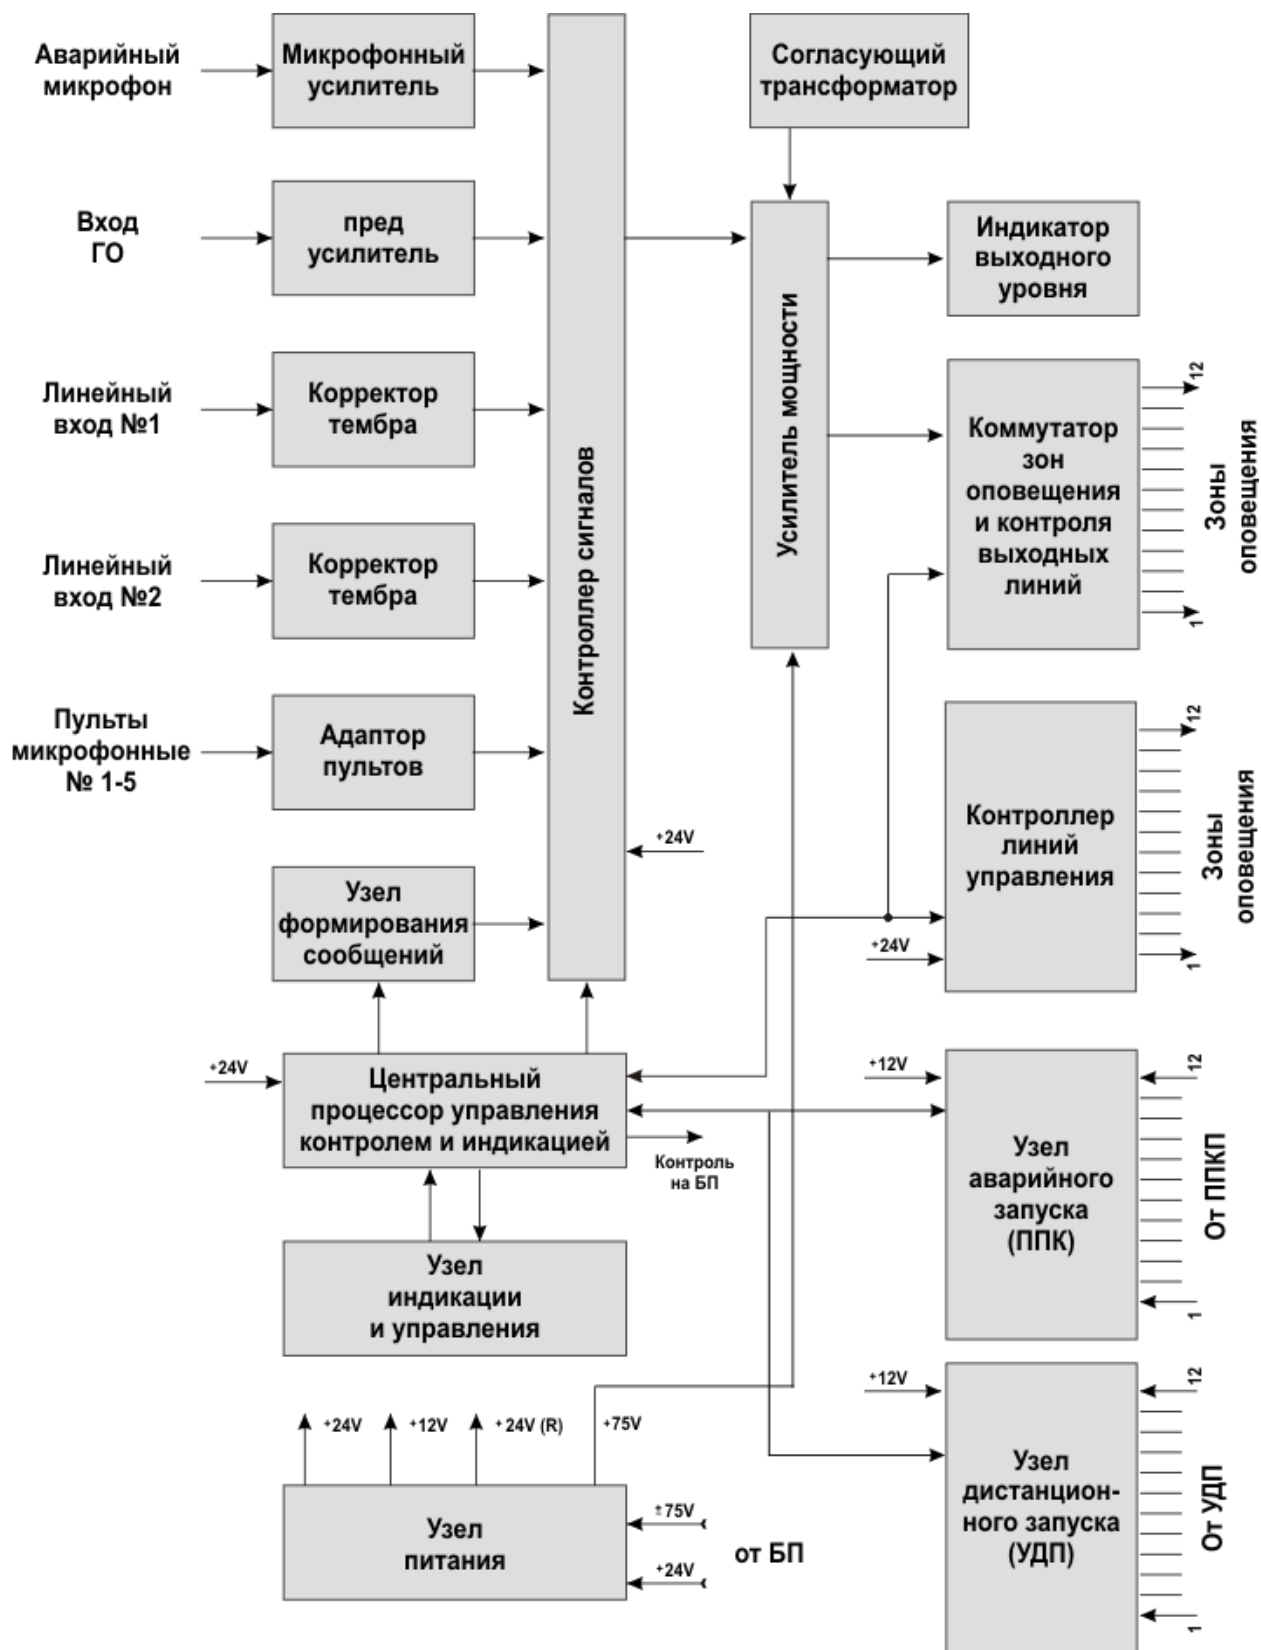 Аварийный
микрофон
Микрофонный
усилитель
Согласующий
трансформатор
Вход
ГО
пред
усилитель
Индикатор
выходного
уровня
Линейный
вход №1
Корректор
тембра
Контроллер сигналов
Усилитель мощности
Коммутатор
зон
оповещения
и контроля
выходных
линий
12
1
Зоны
оповещения
Линейный
вход №2
Корректор
тембра
Пульты
микрофонные
№ 1-5
Адаптор
пультов
+24V
Контроллер
линий
управления
+24V
12
1
Зоны
оповещения
Узел
формирования
сообщений
+24V
Центральный
процессор управления
контролем и индикацией
Контроль
на БП
+12V
Узел
аварийного
запуска
(ППК)
12
1
От ППКП
Узел
индикации
и управления
+24V
+12V
+24V (R)
+75V
Узел
питания
±75V
+24V
от БП
+12V
Узел
дистанцион-
ного запуска
(УДП)
12
1
От УДП